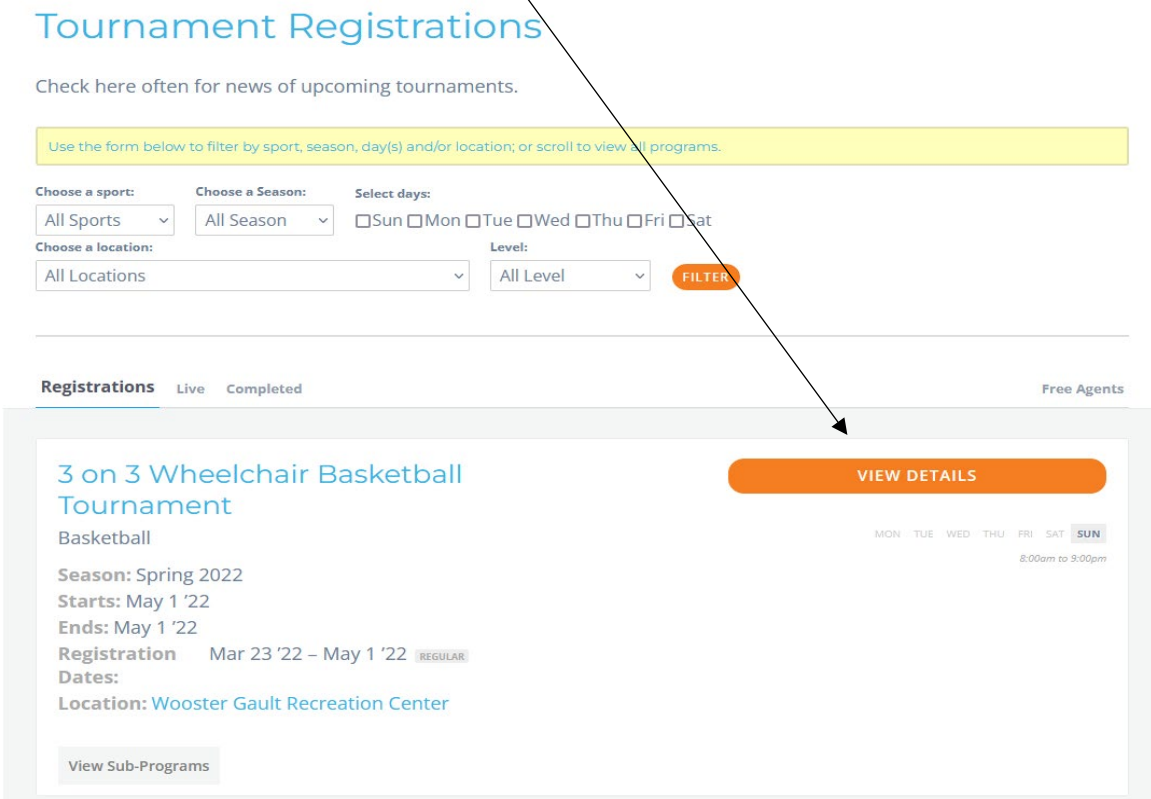 Tournament Registrations
Check here often for news of upcoming tournaments.
Use the form below to filter by sport, season, day(s) and/or location; or scroll to view all programs.
Choose a sport: Choose a Season: Select days:
All Sports All Season Sun Mon Tue Wed Thu Fri Sat
Choose a location: Level:
All Locations All Level FILTER
Registrations Live Completed Free Agents
3 on 3 Wheelchair Basketball
Tournament
VIEW DETAILS
Basketball
MON TUE WED THU FRI SAT SUN
8:00am to 9:00pm
Season: Spring 2022
Starts: May 1 '22
Ends: May 1 '22
Registration Mar 23 '22 – May 1 '22 REGULAR
Dates:
Location: Wooster Gault Recreation Center
View Sub-Programs